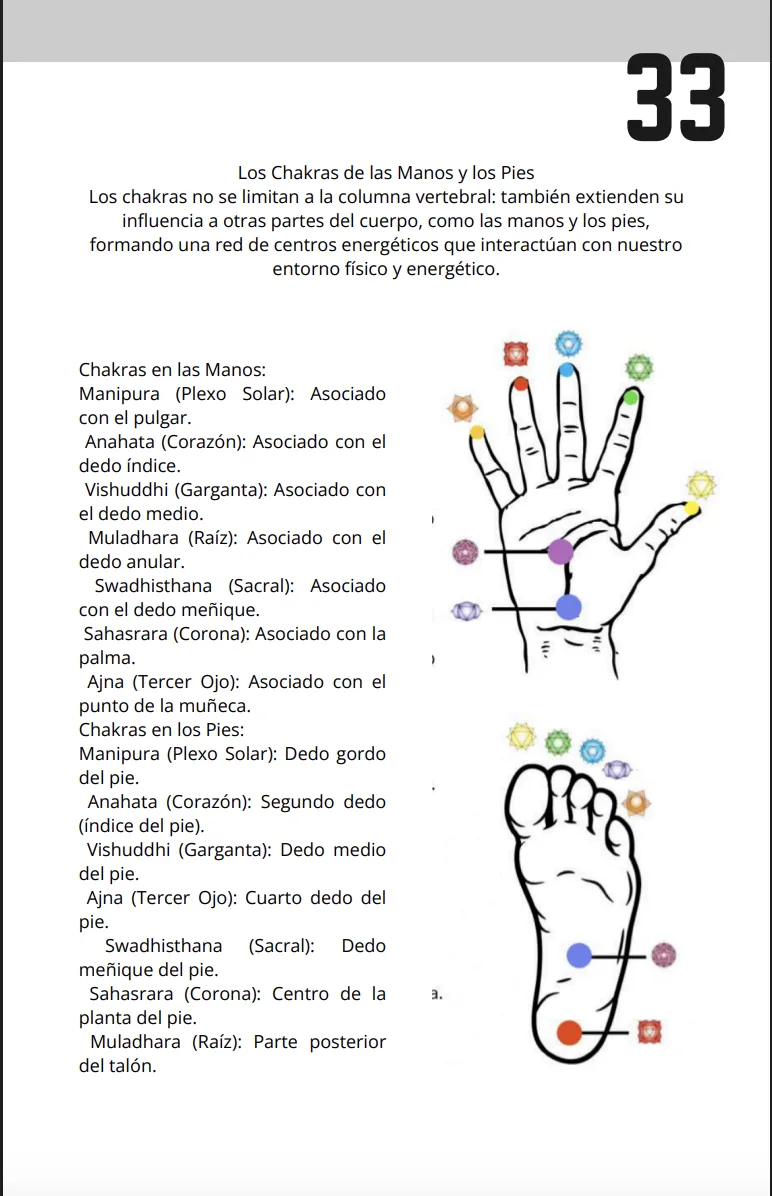 33
Los Chakras de las Manos y los Pies
Los chakras no se limitan a la columna vertebral: también extienden su
influencia a otras partes del cuerpo, como las manos y los pies,
formando una red de centros energéticos que interactúan con nuestro
entorno físico y energético.
Chakras en las Manos:
Manipura (Plexo Solar): Asociado
con el pulgar.
Anahata (Corazón): Asociado con el
dedo índice.
Vishuddhi (Garganta): Asociado con
el dedo medio.
Muladhara (Raíz): Asociado con el
dedo anular.
Swadhisthana (Sacral): Asociado
con el dedo meñique.
Sahasrara (Corona): Asociado con la
palma.
Ajna (Tercer Ojo): Asociado con el
punto de la muñeca.
Chakras en los Pies:
Manipura (Plexo Solar): Dedo gordo
del pie.
Anahata (Corazón): Segundo dedo
(índice del pie).
Vishuddhi (Garganta): Dedo medio
del pie.
Ajna (Tercer Ojo): Cuarto dedo del
pie.
Swadhisthana (Sacral): Dedo
meñique del pie.
Sahasrara (Corona): Centro de la
planta del pie.
Muladhara (Raíz): Parte posterior
del talón.
a.